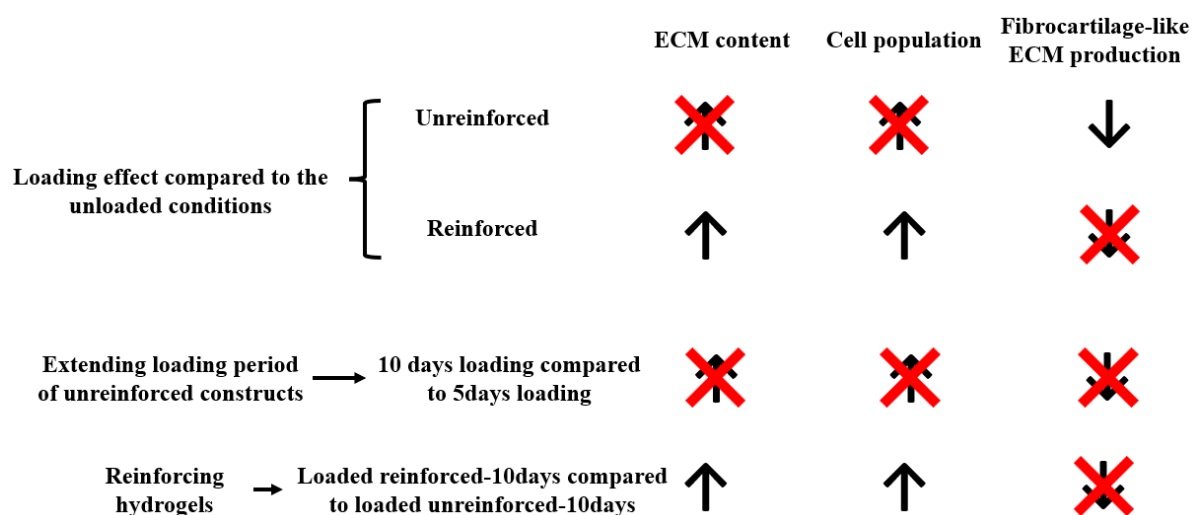 ECM content
Cell population
Fibrocartilage-like
ECM production
Unreinforced
Loading effect compared to the
unloaded conditions
Reinforced
Extending loading period
of unreinforced constructs
10 days loading compared
to 5days loading
Reinforcing
hydrogels
Loaded reinforced-10days compared
to loaded unreinforced-10days